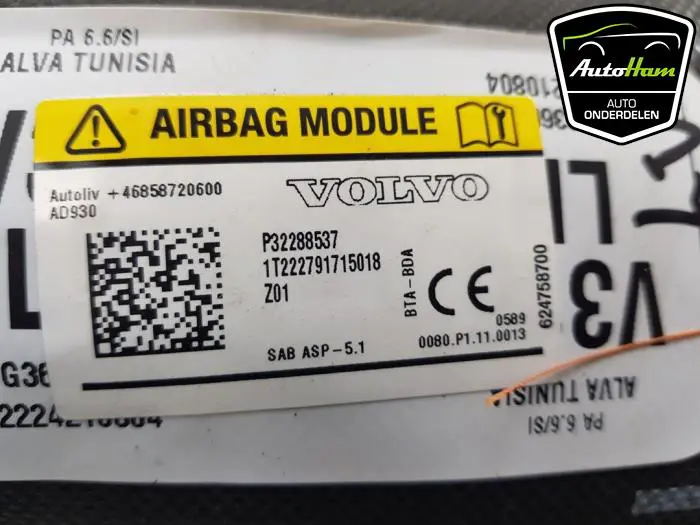 PA 6.6/SI
ALVA TUNISIA
AutoHam
AUTO
ONDERDELEN
210804
AIRBAG MODULE
Autoliv +46858720600
AD930
VOLVO
P32288537
1T222791715018
Z01
BTA-BDA
CE
0589
0080.P1.11.0013
SAB ASP-5.1
624758700
V3
LI
G36
ALVA TUNISIA
PA 6.6/SI